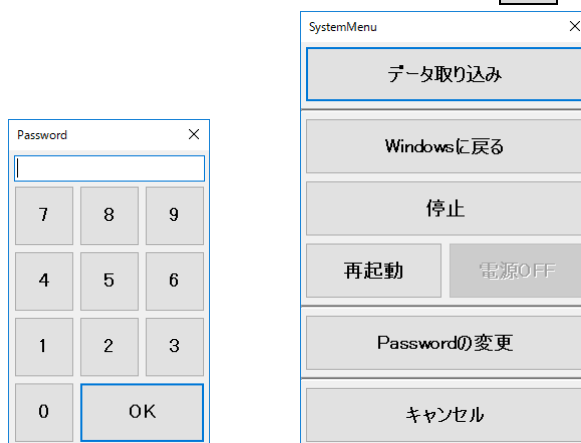 Password
7 8 9
4 5 6
1 2 3
0 OK
SystemMenu
データ取り込み
Windowsに戻る
停止
再起動 電源OFF
Passwordの変更
キャンセル